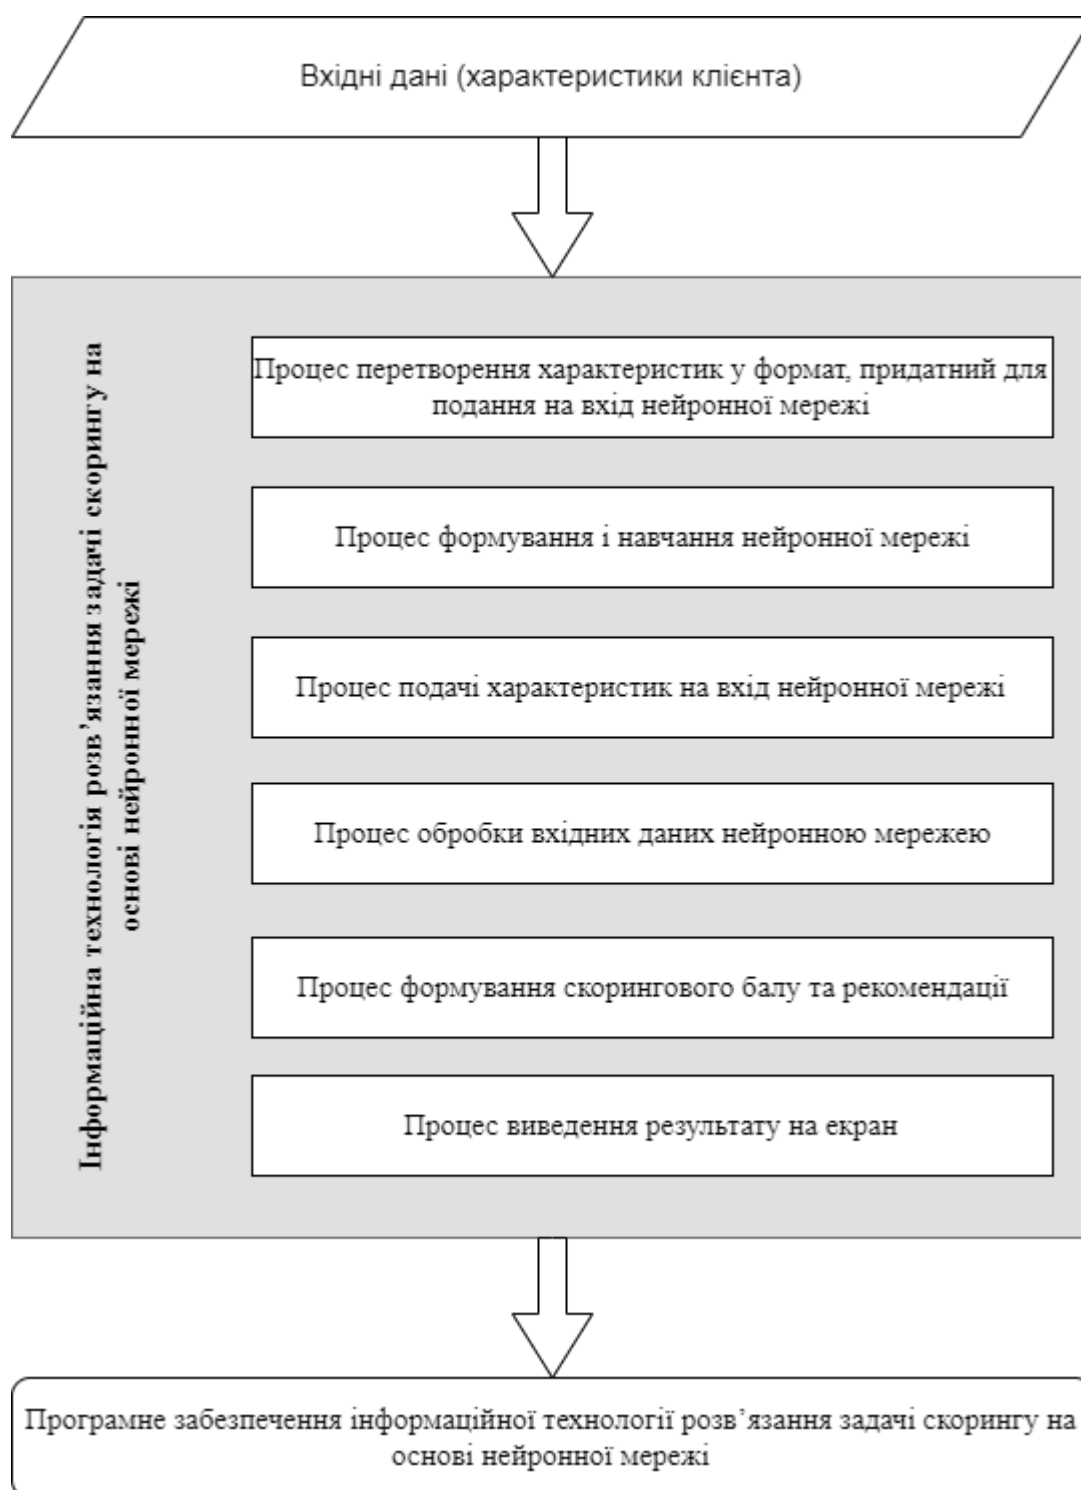 Вхідні дані (характеристики клієнта)
Інформаційна технологія розв’язання задачі скорингу на
основі нейронної мережі
Процес перетворення характеристик у формат, придатний для
подання на вхід нейронної мережі
Процес формування і навчання нейронної мережі
Процес подачі характеристик на вхід нейронної мережі
Процес обробки вхідних даних нейронною мережею
Процес формування скорингового балу та рекомендації
Процес виведення результату на екран
Програмне забезпечення інформаційної технології розв’язання задачі скорингу на
основі нейронної мережі